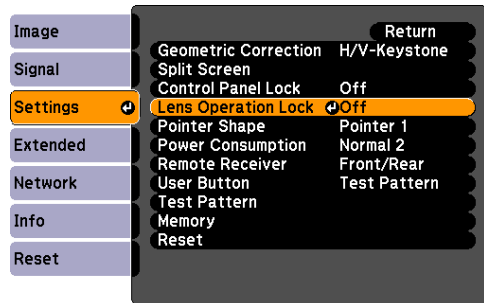 Image
Signal
Settings
Extended
Network
Info
Reset
Return
Geometric Correction H/V-Keystone
Split Screen
Control Panel Lock Off
Lens Operation Lock Off
Pointer Shape Pointer 1
Power Consumption Normal 2
Remote Receiver Front/Rear
User Button Test Pattern
Test Pattern
Memory
Reset